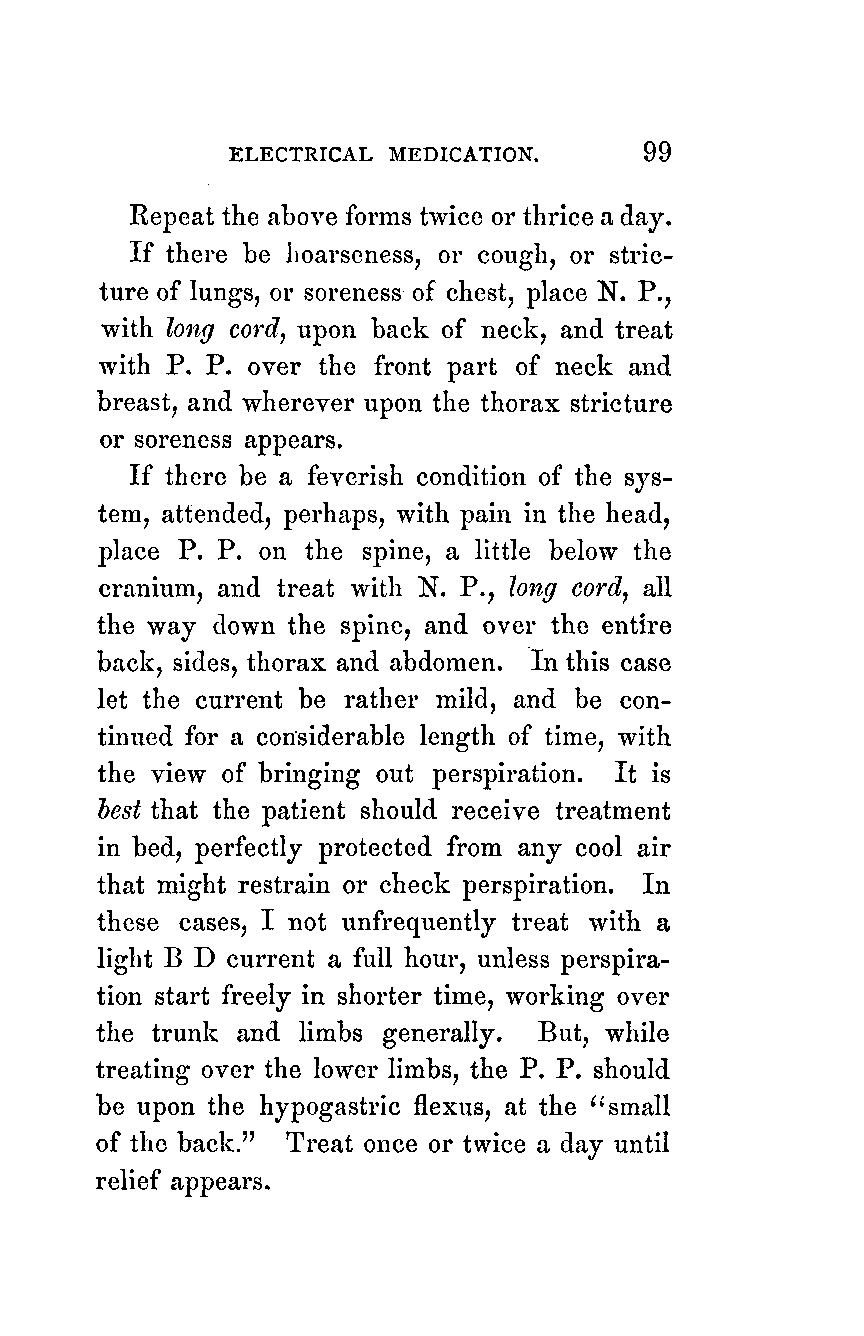 ELECTRICAL MEDICATION. 99
Repeat the above forms twice or thrice a day.
If there be hoarseness, or cough, or stric-
ture of lungs, or soreness of chest, place N. P.,
with long cord, upon back of neck, and treat
with P. P. over the front part of neck and
breast, and wherever upon the thorax stricture
or soreness appears.
If there be a feverish condition of the sys-
tem, attended, perhaps, with pain in the head,
place P. P. on the spine, a little below the
cranium, and treat with N. P., long cord, all
the way down the spine, and over the entire
back, sides, thorax and abdomen. In this case
let the current be rather mild, and be con-
tinued for a considerable length of time, with
the view of bringing out perspiration. It is
best that the patient should receive treatment
in bed, perfectly protected from any cool air
that might restrain or check perspiration. In
these cases, I not unfrequently treat with a
light B D current a full hour, unless perspira-
tion start freely in shorter time, working over
the trunk and limbs generally. But, while
treating over the lower limbs, the P. P. should
be upon the hypogastric flexus, at the “small
of the back.” Treat once or twice a day until
relief appears.